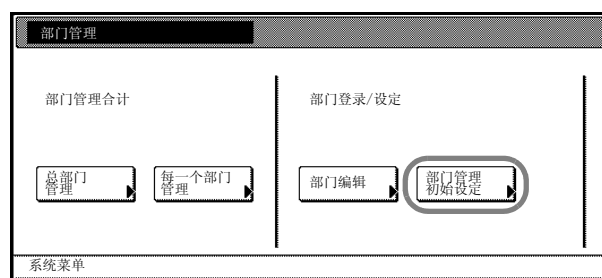 部门管理
部门管理合计
部门登录/设定
总部门
管理
每一个部门
管理
部门编辑
部门管理
初始设定
系统菜单